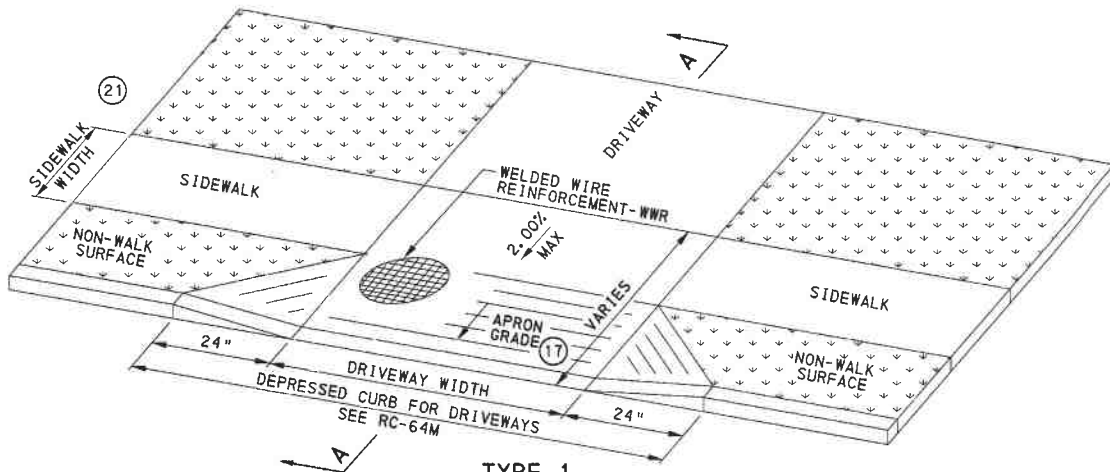 A
21
DRIVEWAY
SIDEWALK
WIDTH
SIDEWALK
WELDED WIRE
REINFORCEMENT-WWR
2.00%
MAX
NON-WALK
SURFACE
VARIES
SIDEWALK
APRON
GRADE
17
NON-WALK
SURFACE
24"
DRIVEWAY WIDTH
24"
DEPRESSED CURB FOR DRIVEWAYS
SEE RC-64M
A
TYPE 1